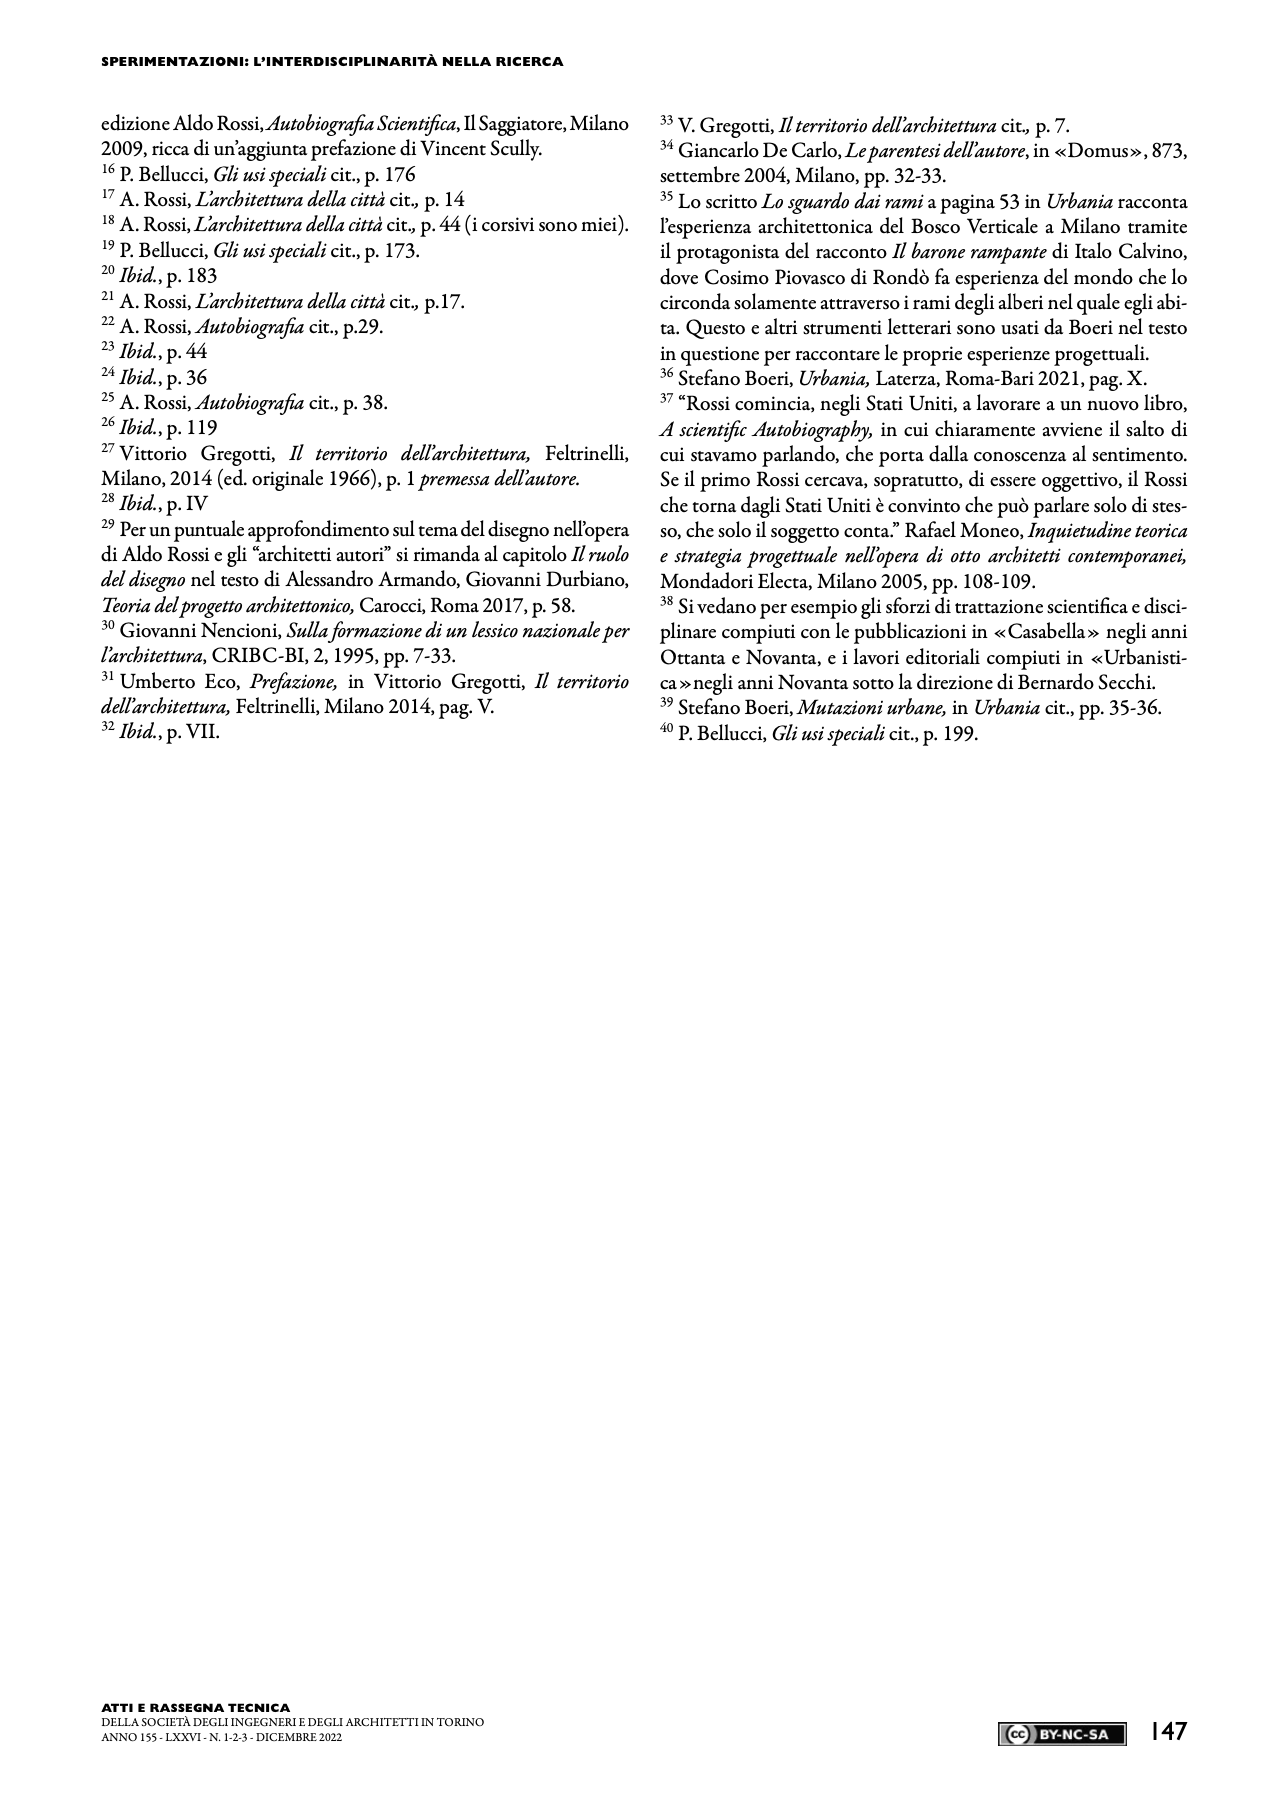 SPERIMENTAZIONI: L’INTERDISCIPLINARITÀ NELLA RICERCA
edizione Aldo Rossi, Autobiografia Scientifica, Il Saggiatore, Milano
2009, ricca di un’aggiunta prefazione di Vincent Scully.
16 P. Bellucci, Gli usi speciali cit., p. 176
17 A. Rossi, L’architettura della città cit., p. 14
18 A. Rossi, L’architettura della città cit., p. 44 (i corsivi sono miei).
19 P. Bellucci, Gli usi speciali cit., p. 173.
20 Ibid., p. 183
21 A. Rossi, L’architettura della città cit., p.17.
22 A. Rossi, Autobiografia cit., p.29.
23 Ibid., p. 44
24 Ibid., p. 36
25 A. Rossi, Autobiografia cit., p. 38.
26 Ibid., p. 119
27 Vittorio Gregotti, Il territorio dell’architettura, Feltrinelli,
Milano, 2014 (ed. originale 1966), p. 1 premessa dell’autore.
28 Ibid., p. IV
29 Per un puntuale approfondimento sul tema del disegno nell’opera
di Aldo Rossi e gli “architetti autori” si rimanda al capitolo Il ruolo
del disegno nel testo di Alessandro Armando, Giovanni Durbiano,
Teoria del progetto architettonico, Carocci, Roma 2017, p. 58.
30 Giovanni Nencioni, Sulla formazione di un lessico nazionale per
l’architettura, CRIBC-BI, 2, 1995, pp. 7-33.
31 Umberto Eco, Prefazione, in Vittorio Gregotti, Il territorio
dell’architettura, Feltrinelli, Milano 2014, pag. V.
32 Ibid., p. VII.
33 V. Gregotti, Il territorio dell’architettura cit., p. 7.
34 Giancarlo De Carlo, Le parentesi dell’autore, in «Domus», 873,
settembre 2004, Milano, pp. 32-33.
35 Lo scritto Lo sguardo dai rami a pagina 53 in Urbania racconta
l’esperienza architettonica del Bosco Verticale a Milano tramite
il protagonista del racconto Il barone rampante di Italo Calvino,
dove Cosimo Piovasco di Rondò fa esperienza del mondo che lo
circonda solamente attraverso i rami degli alberi nel quale egli abi-
ta. Questo e altri strumenti letterari sono usati da Boeri nel testo
in questione per raccontare le proprie esperienze progettuali.
36 Stefano Boeri, Urbania, Laterza, Roma-Bari 2021, pag. X.
37 “Rossi comincia, negli Stati Uniti, a lavorare a un nuovo libro,
A scientific Autobiography, in cui chiaramente avviene il salto di
cui stavamo parlando, che porta dalla conoscenza al sentimento.
Se il primo Rossi cercava, sopratutto, di essere oggettivo, il Rossi
che torna dagli Stati Uniti è convinto che può parlare solo di stes-
so, che solo il soggetto conta.” Rafael Moneo, Inquietudine teorica
e strategia progettuale nell’opera di otto architetti contemporanei,
Mondadori Electa, Milano 2005, pp. 108-109.
38 Si vedano per esempio gli sforzi di trattazione scientifica e disci-
plinare compiuti con le pubblicazioni in «Casabella» negli anni
Ottanta e Novanta, e i lavori editoriali compiuti in «Urbanisti-
ca»negli anni Novanta sotto la direzione di Bernardo Secchi.
39 Stefano Boeri, Mutazioni urbane, in Urbania cit., pp. 35-36.
40 P. Bellucci, Gli usi speciali cit., p. 199.
ATTI E RASSEGNA TECNICA
DELLA SOCIETÀ DEGLI INGEGNERI E DEGLI ARCHITETTI IN TORINO
ANNO 155 - LXXVI - N. 1-2-3 - DICEMBRE 2022
cc BY-NC-SA
147